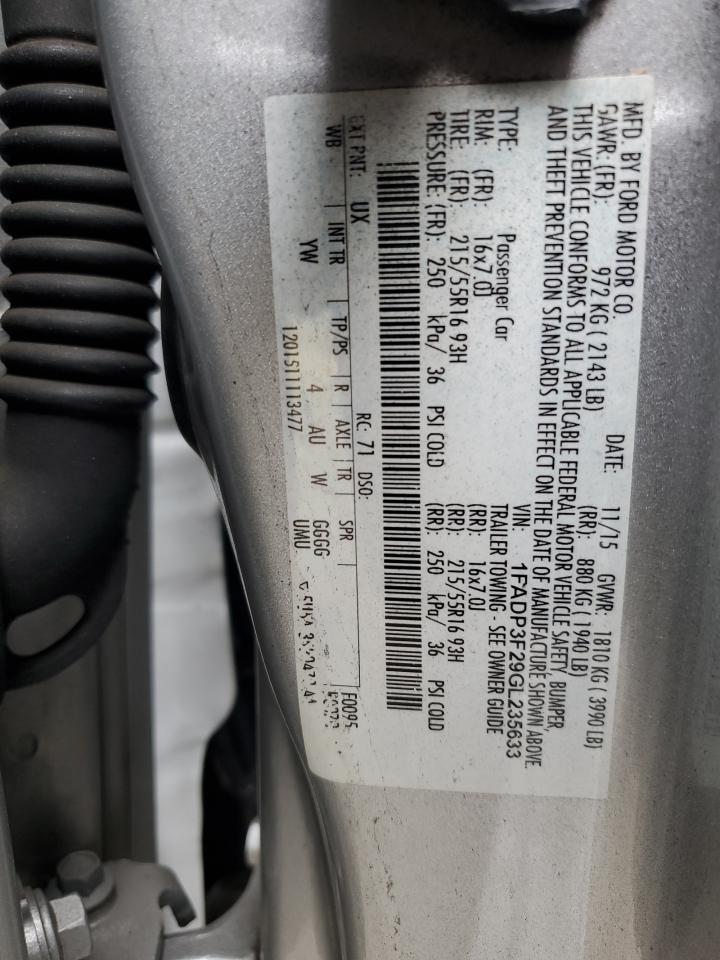 MFD. BY FORD MOTOR CO.
DATE: 11/15 GVWR: 1810 KG ( 3990 LB)
GAWR: (FR): 972 KG ( 2143 LB) (RR): 880 KG ( 1940 LB)
THIS VEHICLE CONFORMS TO ALL APPLICABLE FEDERAL MOTOR VEHICLE SAFETY, BUMPER,
AND THEFT PREVENTION STANDARDS IN EFFECT ON THE DATE OF MANUFACTURE SHOWN ABOVE.
VIN: 1FADP3F29GL235633
TYPE: Passenger Car TRAILER TOWING - SEE OWNER GUIDE
RIM: (FR): 16x7.0J (RR): 16x7.0J
TIRE: (FR): 215/55R16 93H (RR): 215/55R16 93H
PRESSURE: (FR): 250 kPa/ 36 PSI COLD (RR): 250 kPa/ 36 PSI COLD
EXT PNT: UX RC: 71 DSO: F0095
WB INT TR TP/PS R AXLE TR SPR
YW 4 AU W GGGG
1201511113477 UMU